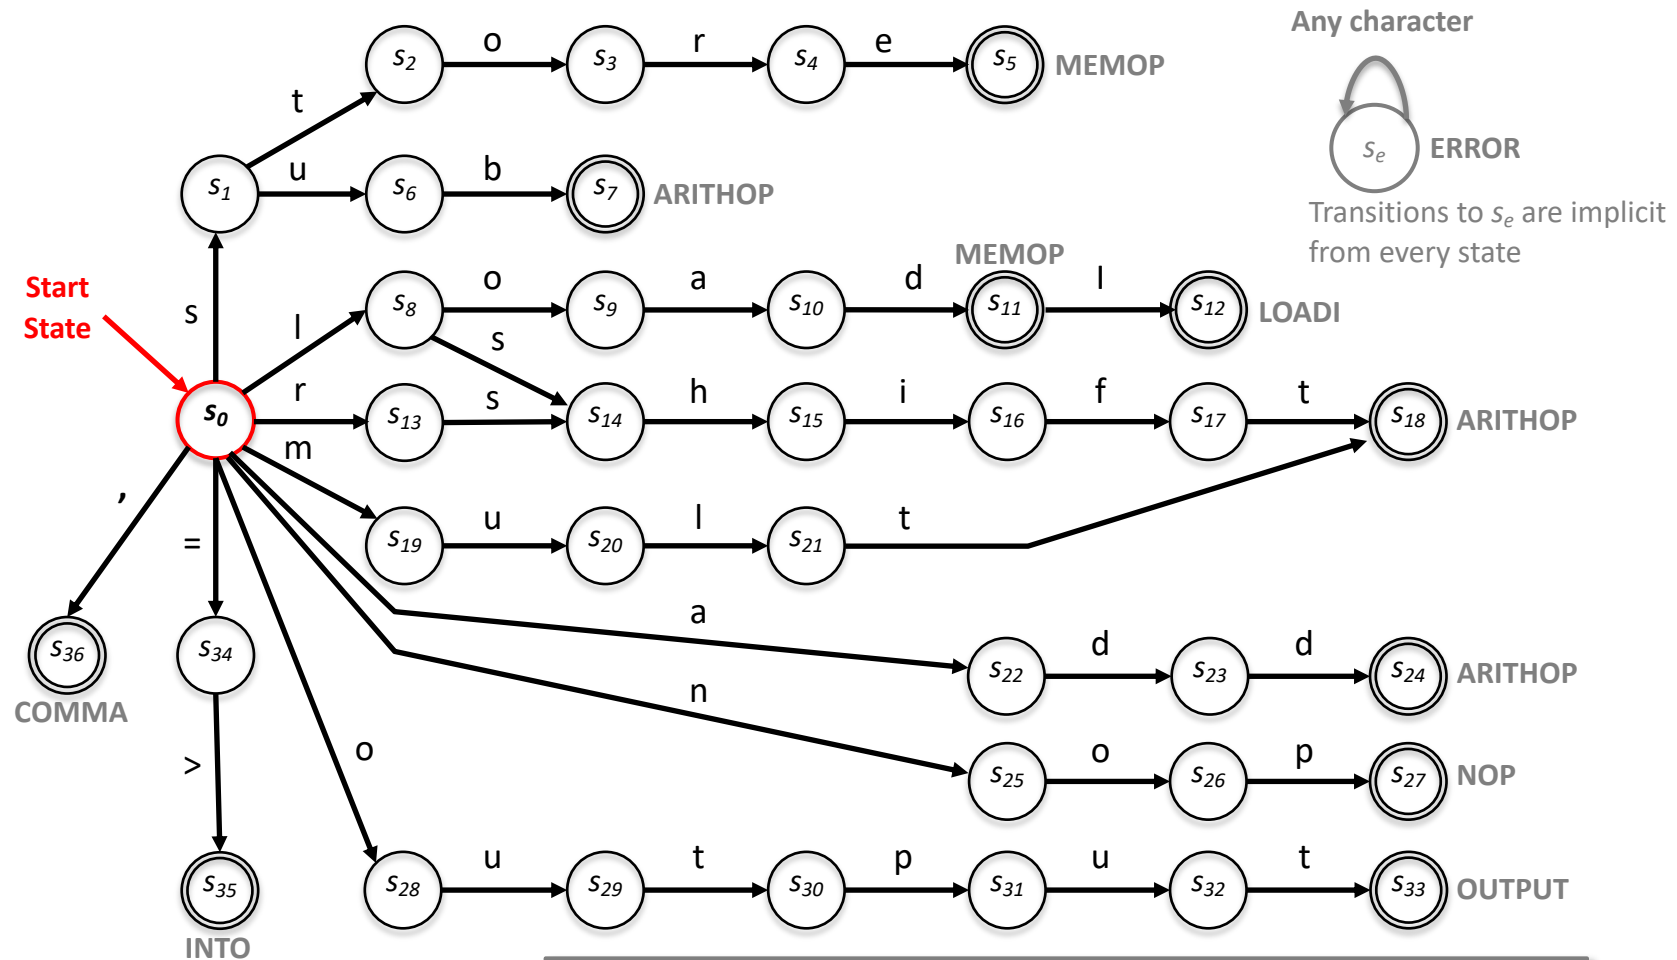 Any character
s2
o
s3
r
s4
e
s5
MEMOP
t
se
ERROR
s1
u
s6
b
s7
ARITHOP
Transitions to se are implicit
from every state
MEMOP
Start
State
s
l
s8
o
s9
a
s10
d
s11
I
s12
LOADI
s
s0
r
s13
s
s14
h
s15
i
s16
f
s17
t
s18
ARITHOP
m
,
=
s19
u
s20
l
s21
t
a
s36
COMMA
s34
s22
d
s23
d
s24
ARITHOP
n
>
o
s25
o
s26
p
s27
NOP
s35
INTO
s28
u
s29
t
s30
p
s31
u
s32
t
s33
OUTPUT